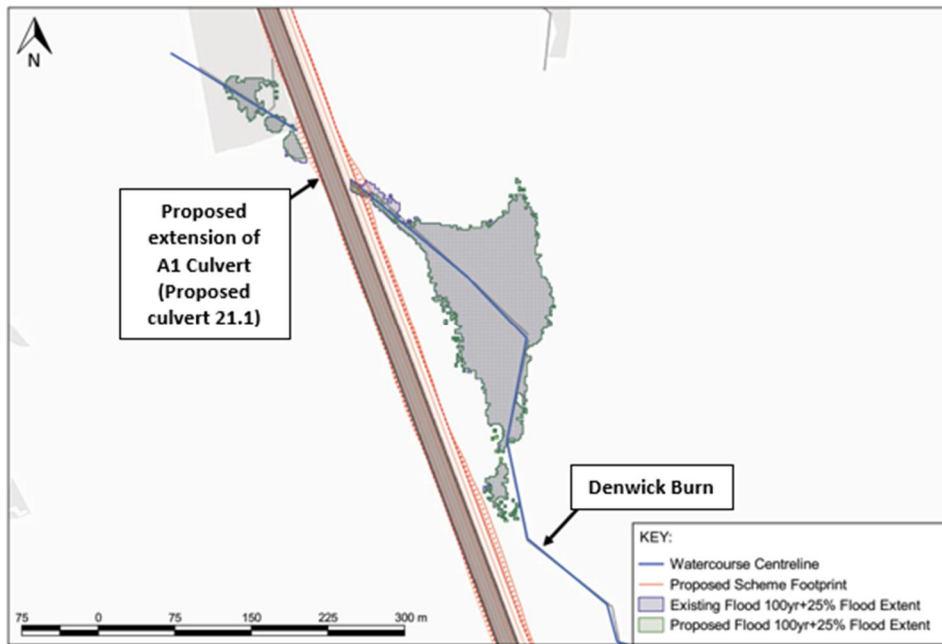 N
Proposed
extension of
A1 Culvert
(Proposed
culvert 21.1)
Denwick Burn
KEY:
Watercourse Centreline
Proposed Scheme Footprint
Existing Flood 100yr+25% Flood Extent
Proposed Flood 100yr+25% Flood Extent
75 0 75 150 225 300 m